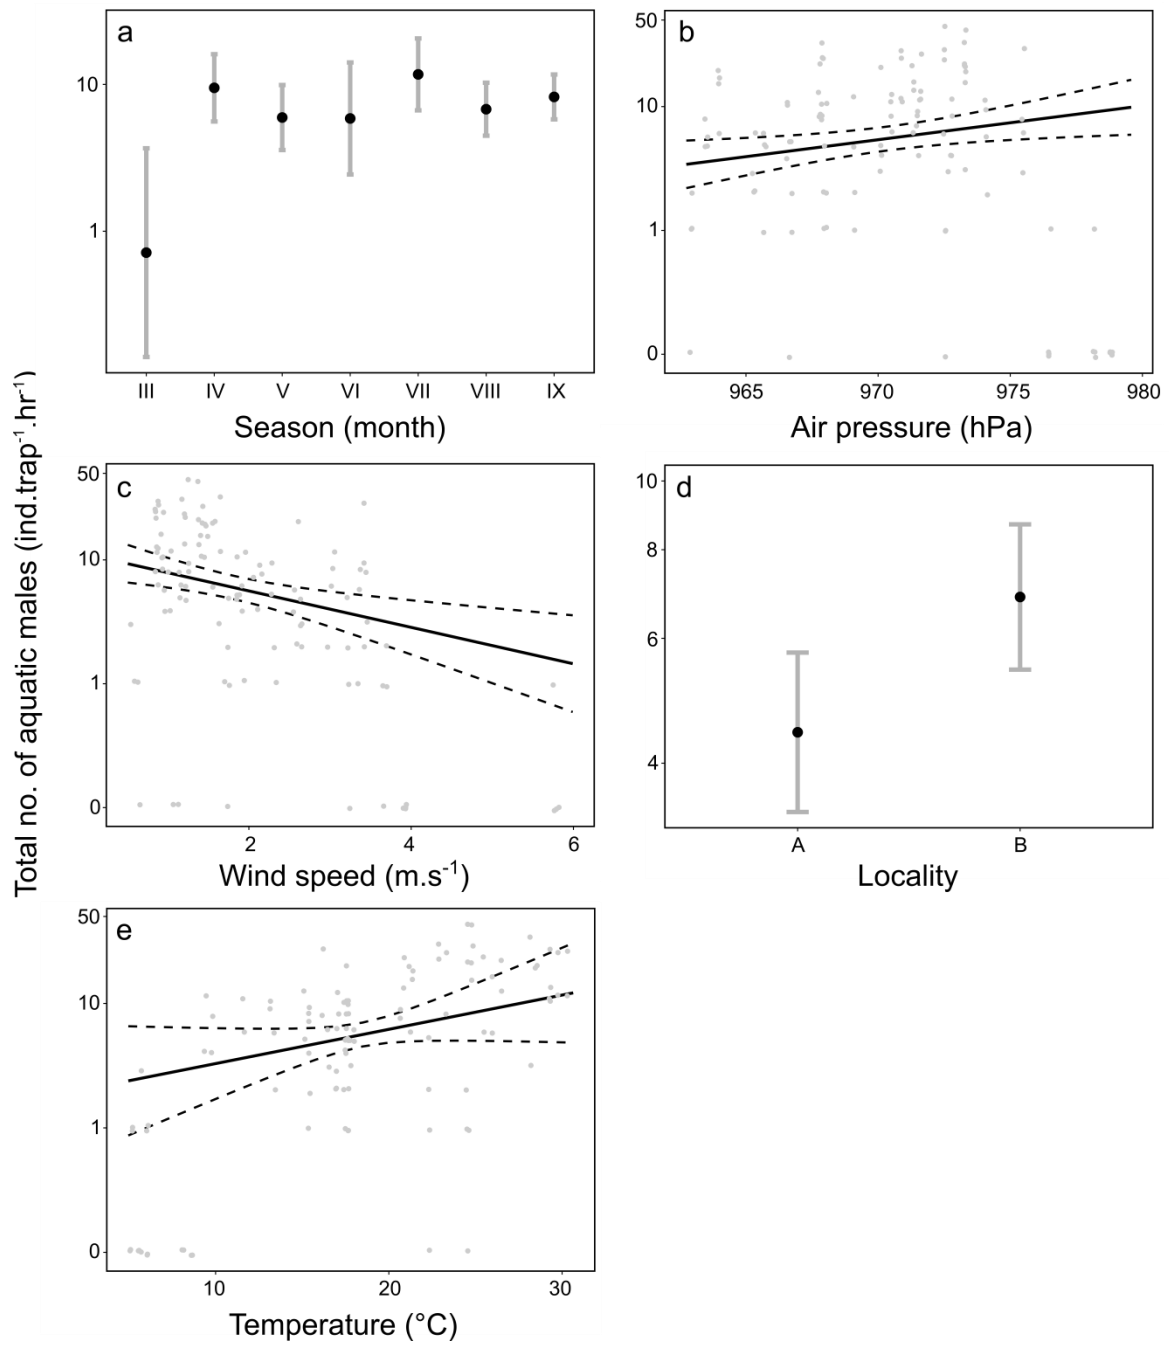 Total no. of aquatic males (ind.trap⁻¹.hr⁻¹)
a
10
1
III IV V VI VII VIII IX
Season (month)
b
50
10
1
0
965 970 975 980
Air pressure (hPa)
c
50
10
1
0
2 4 6
Wind speed (m.s⁻¹)
d
10
8
6
4
A B
Locality
e
50
10
1
0
10 20 30
Temperature (°C)